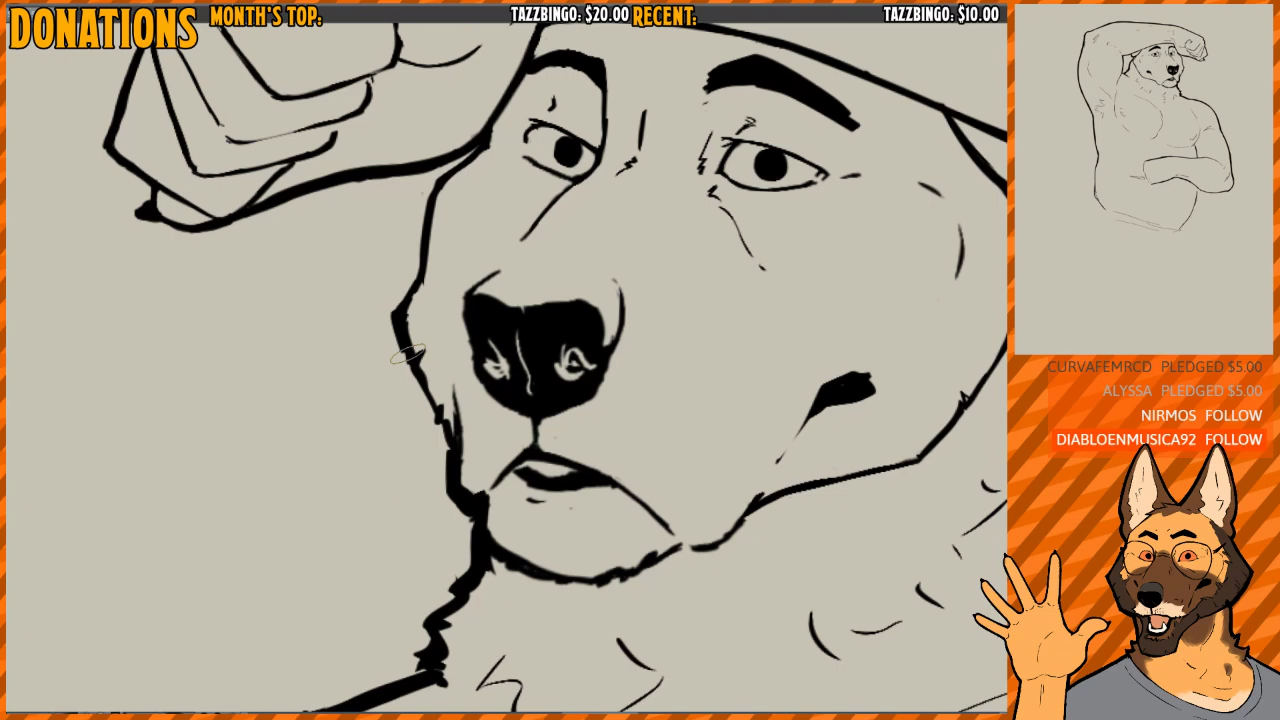 DONATIONS
MONTH'S TOP:
TAZZBINGO: $20.00
RECENT:
TAZZBINGO: $10.00
CURVAFEMRCD PLEDGED $5.00
ALYSSA PLEDGED $5.00
NIRMOS FOLLOW
DIABLOENMUSICA92 FOLLOW